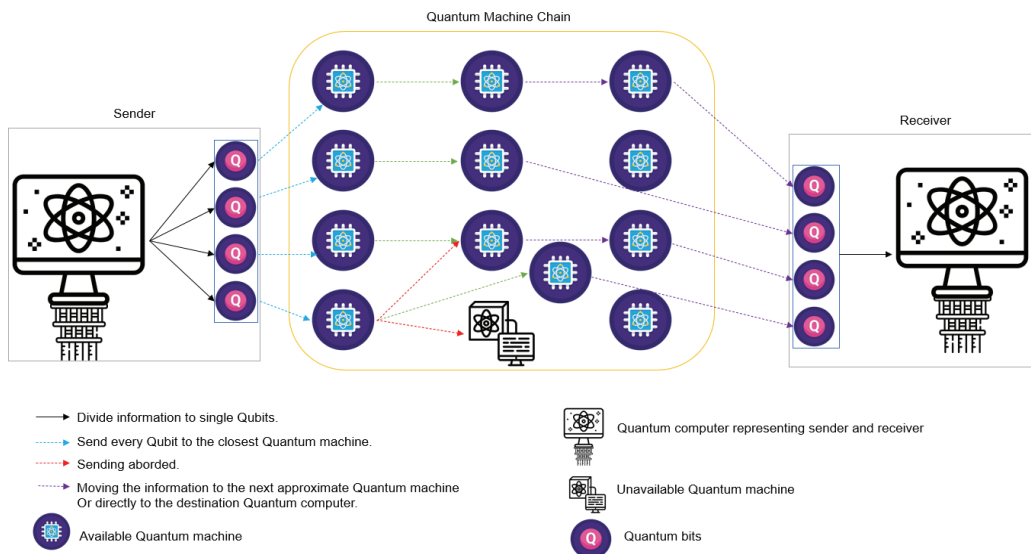 Quantum Machine Chain
Sender
Receiver
Q
Q
Q
Q
Q
Q
Q
Q
Divide information to single Qubits.
Send every Qubit to the closest Quantum machine.
Sending aborded.
Moving the information to the next approximate Quantum machine
Or directly to the destination Quantum computer.
Available Quantum machine
Quantum computer representing sender and receiver
Unavailable Quantum machine
Q
Quantum bits